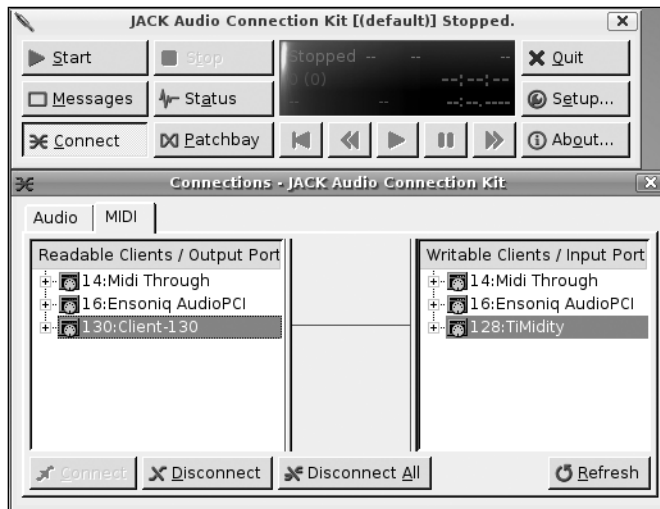 JACK Audio Connection Kit [(default)] Stopped.
Start Stop Stopped -- -- -- Quit
0 (0) --:--:--
Messages Status -- -- --:--.---- Setup...
Connect Patchbay About...
Connections - JACK Audio Connection Kit
Audio MIDI
Readable Clients / Output Port Writable Clients / Input Port
14:Midi Through 14:Midi Through
16:Ensoniq AudioPCI 16:Ensoniq AudioPCI
130:Client-130 128:TiMidity
Connect Disconnect Disconnect All Refresh